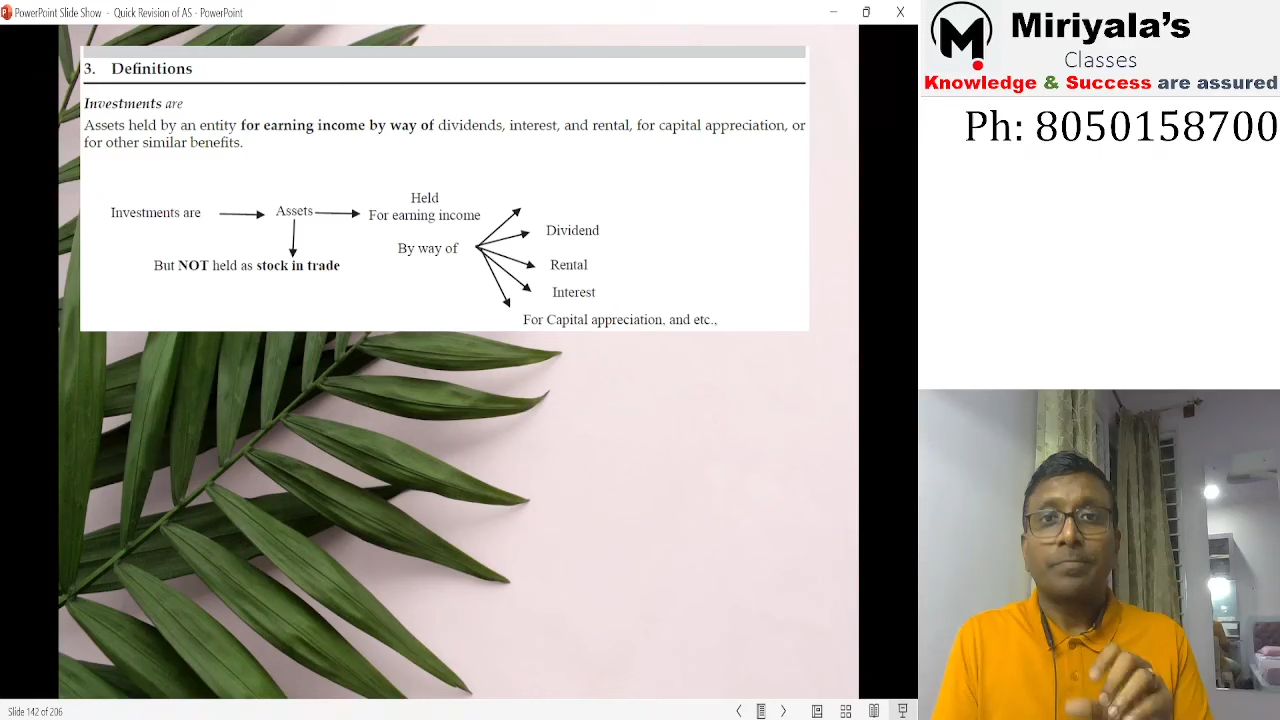 PowerPoint Slide Show - Quick Revision of AS - PowerPoint
3. Definitions
Investments are
Assets held by an entity for earning income by way of dividends, interest, and rental, for capital appreciation, or
for other similar benefits.
Held
Investments are
Assets
For earning income
Dividend
By way of
But NOT held as stock in trade
Rental
Interest
For Capital appreciation, and etc.,
Slide 142 of 206
M
Miriyala's
Classes
Knowledge & Success are assured
Ph: 8050158700